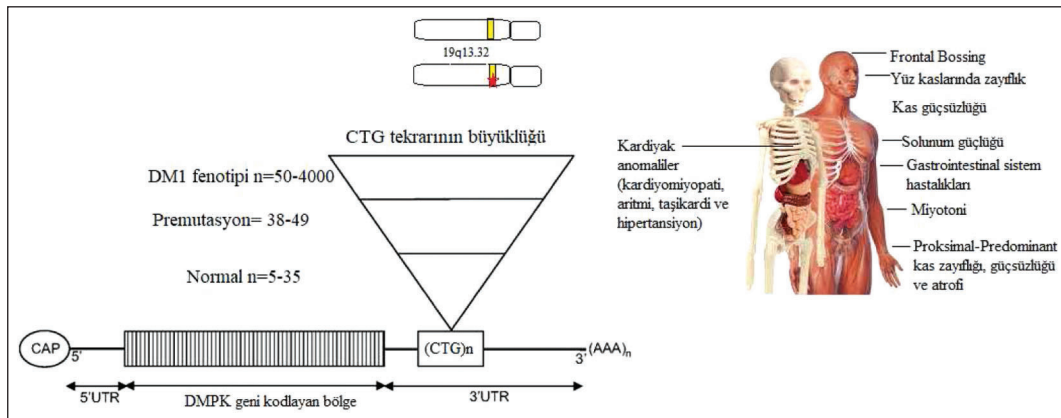 19q13.32
CTG tekrarının büyüklüğü
DM1 fenotipi n=50-4000
Premutasyon= 38-49
Normal n=5-35
CAP
5'
(CTG)n
3'
(AAA)n
5'UTR
DMPK geni kodlayan bölge
3'UTR
Kardiyak
anomaliler
(kardiyomiyopati,
aritmi, taşikardi ve
hipertansiyon)
Frontal Bossing
Yüz kaslarında zayıflık
Kas güçsüzlüğü
Solunum güçlüğü
Gastrointestinal sistem
hastalıkları
Miyotoni
Proksimal-Predominant
kas zayıflığı, güçsüzlüğü
ve atrofi